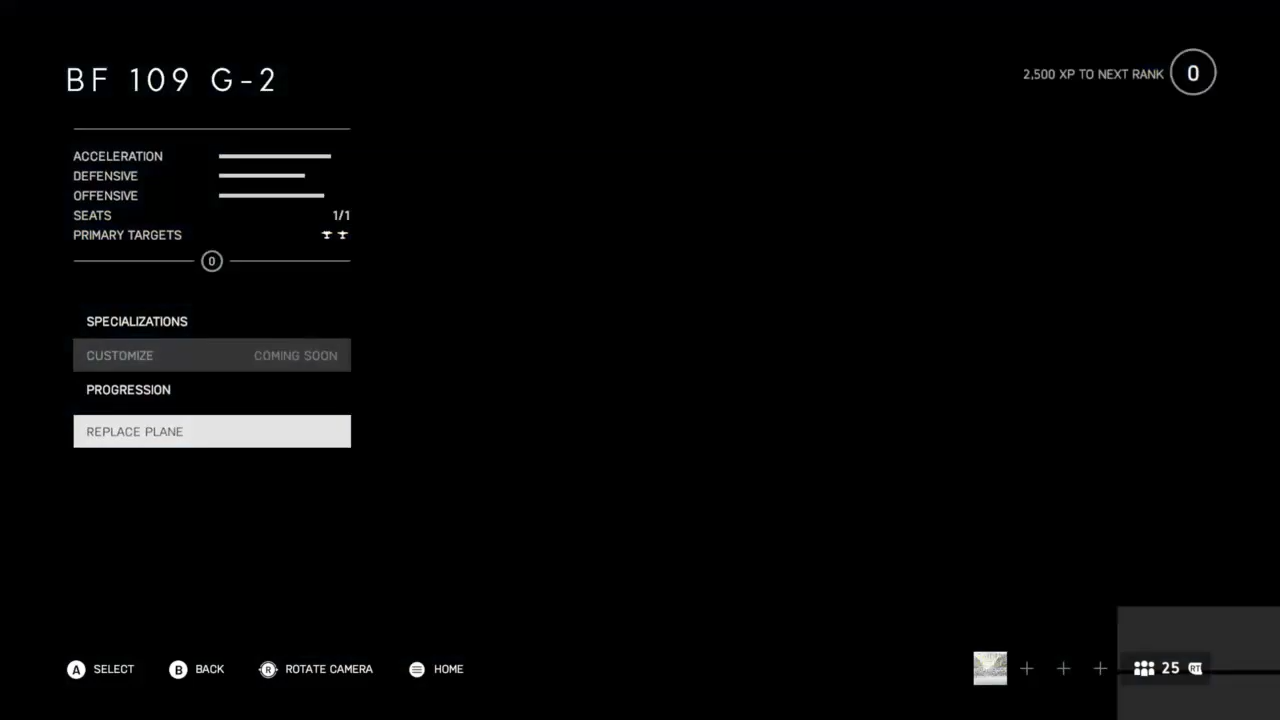 BF 109 G-2
2,500 XP TO NEXT RANK 0
ACCELERATION
DEFENSIVE
OFFENSIVE
SEATS 1/1
PRIMARY TARGETS
0
SPECIALIZATIONS
CUSTOMIZE COMING SOON
PROGRESSION
REPLACE PLANE
A SELECT B BACK R ROTATE CAMERA HOME 25 RT